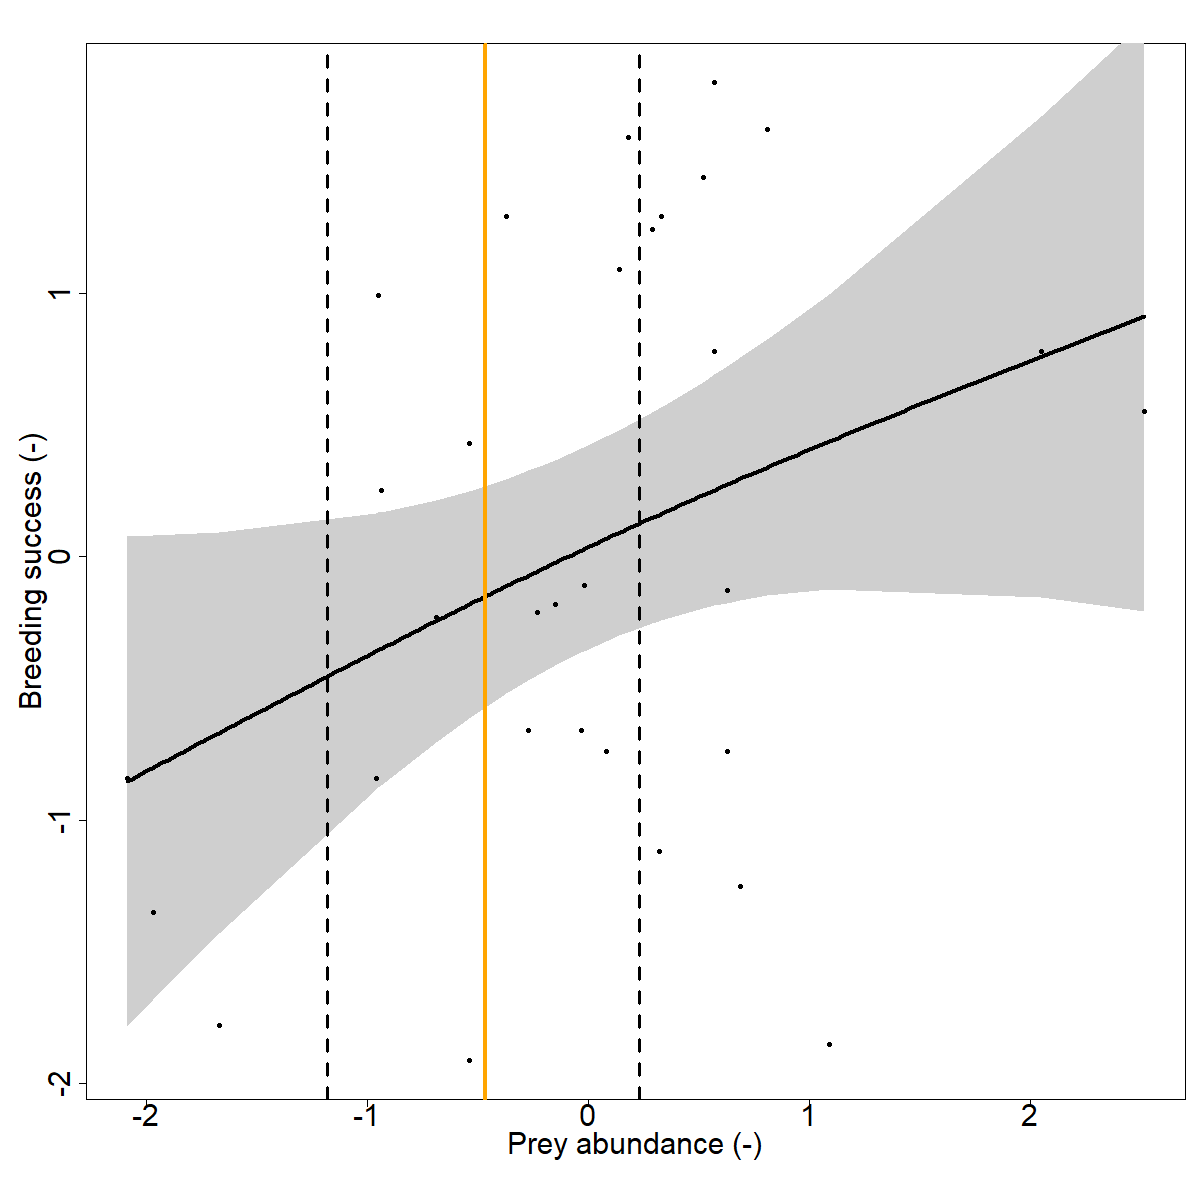 Breeding success (-)
1
0
-1
-2
-2 -1 0 1 2
Prey abundance (-)